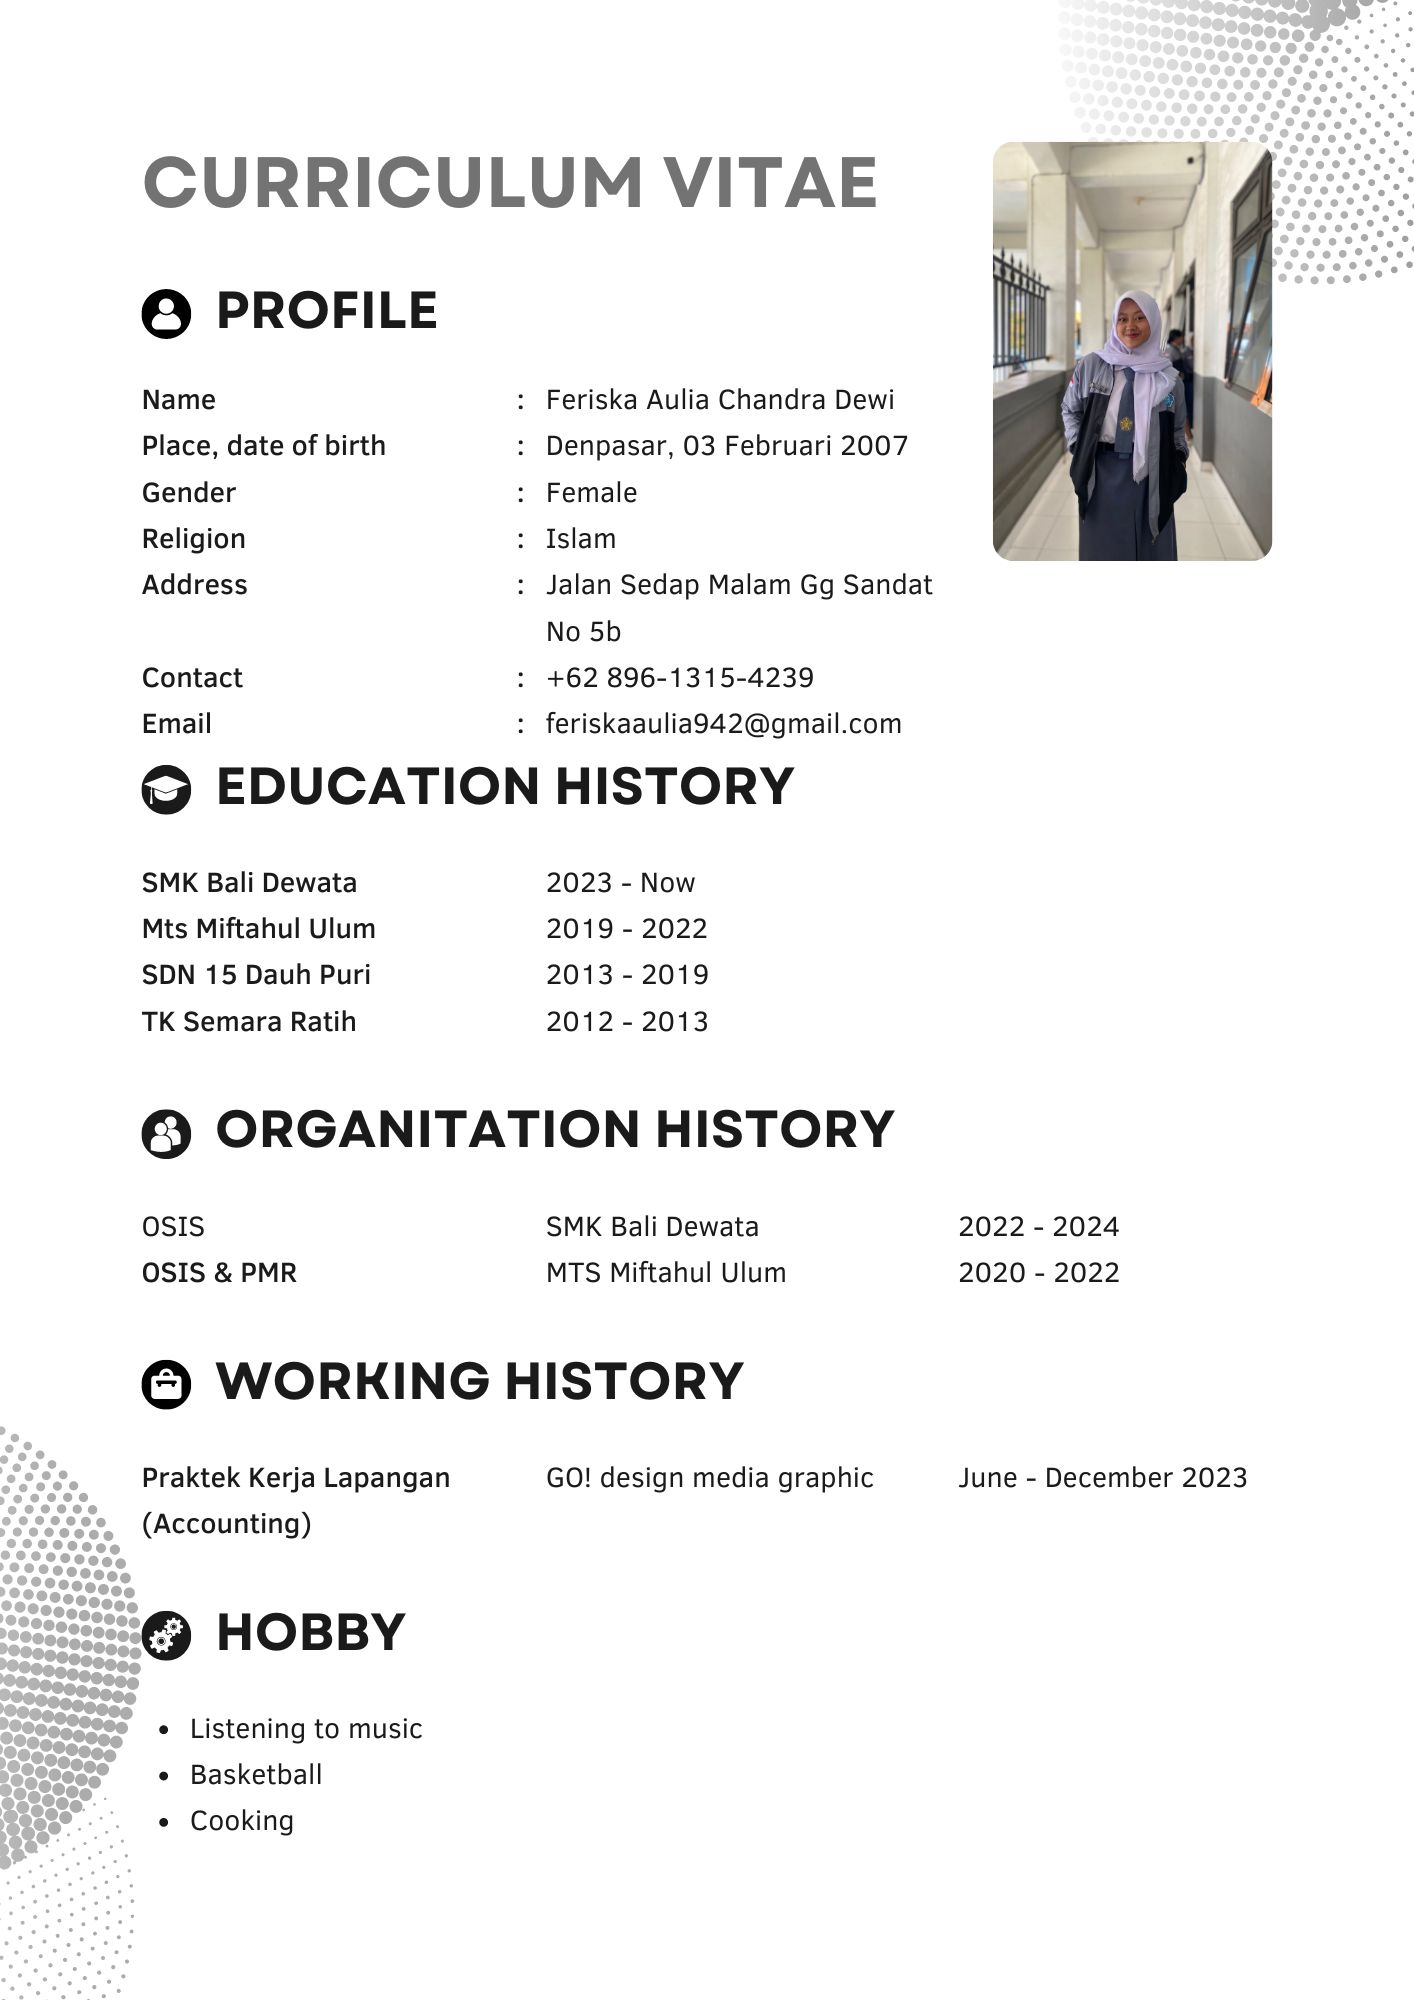 CURRICULUM VITAE
PROFILE
Name : Feriska Aulia Chandra Dewi
Place, date of birth : Denpasar, 03 Februari 2007
Gender : Female
Religion : Islam
Address : Jalan Sedap Malam Gg Sandat
No 5b
Contact : +62 896-1315-4239
Email : feriskaaulia942@gmail.com
EDUCATION HISTORY
SMK Bali Dewata 2023 - Now
Mts Miftahul Ulum 2019 - 2022
SDN 15 Dauh Puri 2013 - 2019
TK Semara Ratih 2012 - 2013
ORGANITATION HISTORY
OSIS SMK Bali Dewata 2022 - 2024
OSIS & PMR MTS Miftahul Ulum 2020 - 2022
WORKING HISTORY
Praktek Kerja Lapangan GO! design media graphic June - December 2023
(Accounting)
HOBBY
• Listening to music
• Basketball
• Cooking